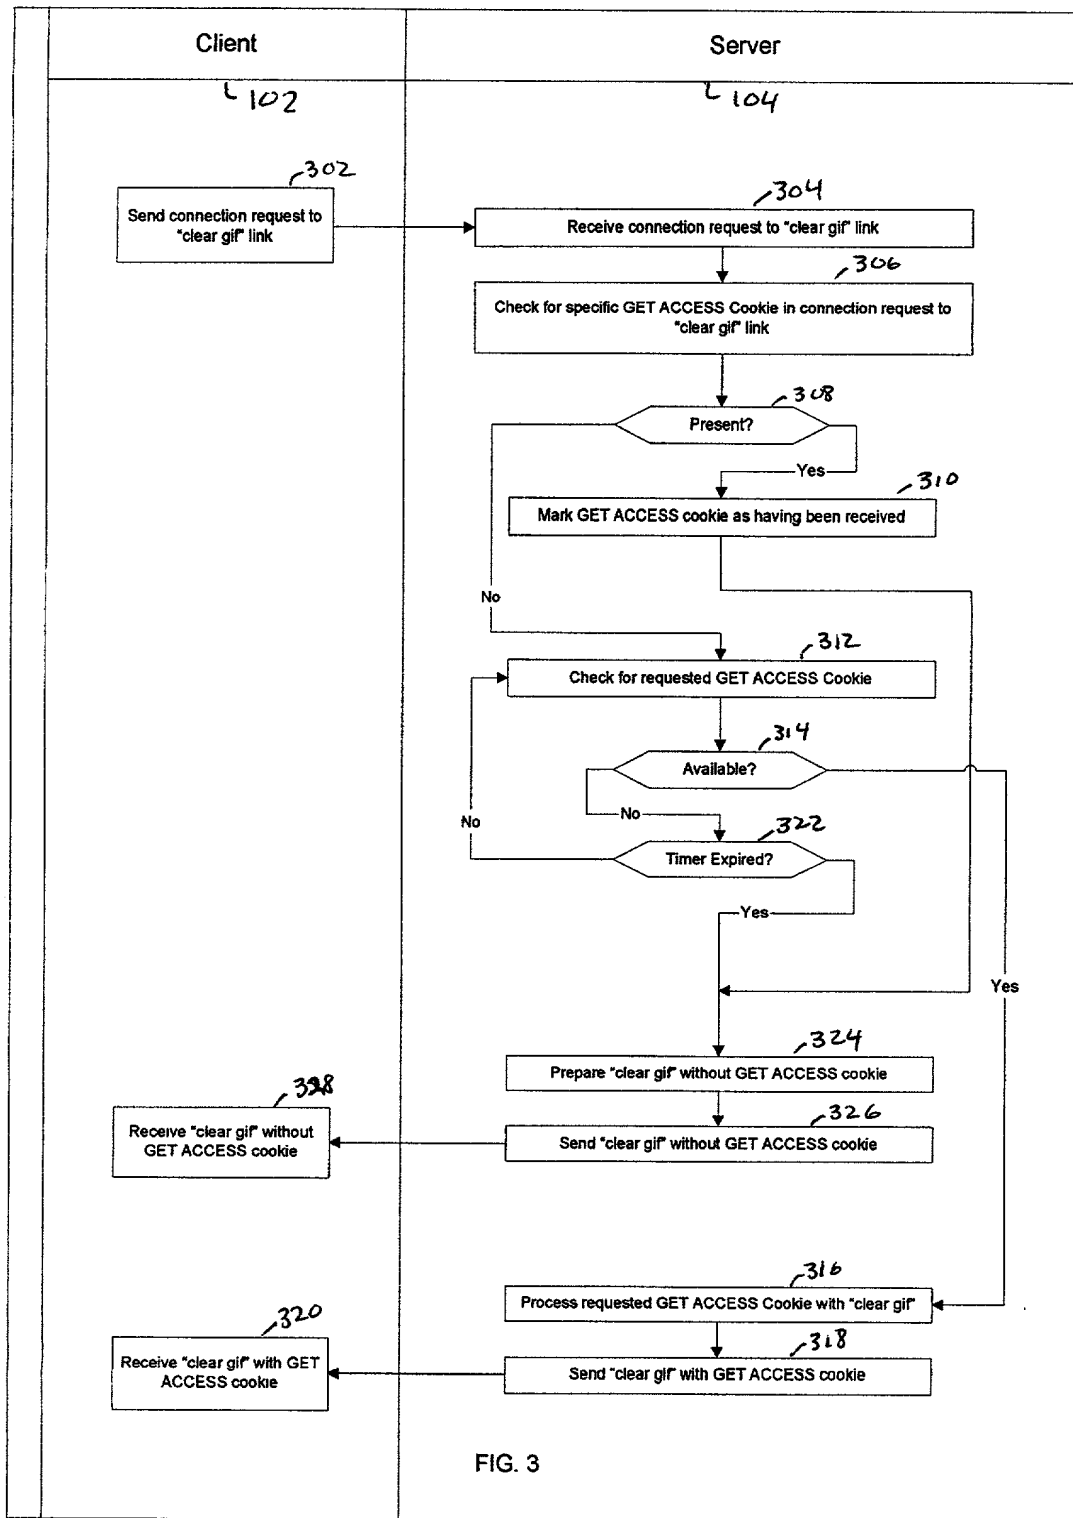 Client
Server
102
104
302
Send connection request to
"clear gif" link
304
Receive connection request to "clear gif" link
306
Check for specific GET ACCESS Cookie in connection request to
"clear gif" link
308
Present?
Yes
310
Mark GET ACCESS cookie as having been received
No
312
Check for requested GET ACCESS Cookie
314
Available?
No
No
322
Timer Expired?
Yes
Yes
324
Prepare "clear gif" without GET ACCESS cookie
328
Receive "clear gif" without
GET ACCESS cookie
326
Send "clear gif" without GET ACCESS cookie
316
Process requested GET ACCESS Cookie with "clear gif"
320
Receive "clear gif" with GET
ACCESS cookie
318
Send "clear gif" with GET ACCESS cookie
FIG. 3